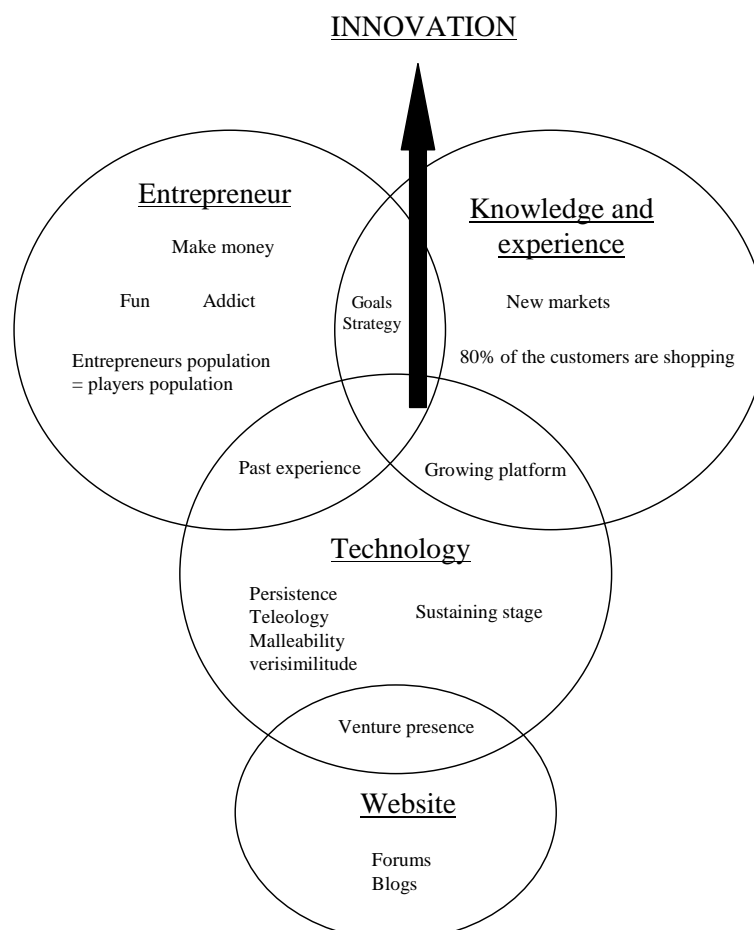 INNOVATION
Entrepreneur
Make money
Fun
Addict
Entrepreneurs population
= players population
Goals
Strategy
Knowledge and
experience
New markets
80% of the customers are shopping
Past experience
Growing platform
Technology
Persistence
Teleology
Malleability
verisimilitude
Sustaining stage
Venture presence
Website
Forums
Blogs